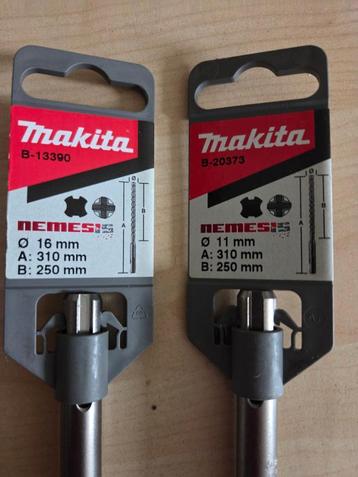 makita
B-13390
Ø
A
B
NEMESIS
Ø 16 mm
A: 310 mm
B: 250 mm
makita
B-20373
Ø
A
B
NEMESIS
Ø 11 mm
A: 310 mm
B: 250 mm